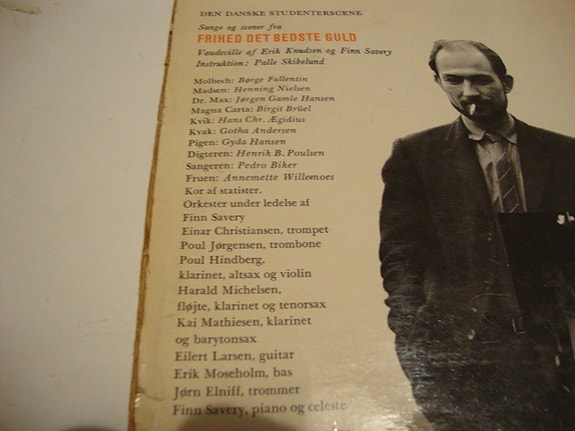 DEN DANSKE STUDENTERSCENE
Sange og scener fra
FRIHED DET BEDSTE GULD
Vaudeville af Erik Knudsen og Finn Savery
Instruktion: Palle Skibelund
Molbech: Børge Fallentin
Madsen: Henning Nielsen
Dr. Max: Jørgen Gamle Hansen
Magna Carta: Birgit Brüel
Kvik: Hans Chr. Ægidius
Kvak: Gotha Andersen
Pigen: Gyda Hansen
Digteren: Henrik B. Poulsen
Sangeren: Pedro Biker
Fruen: Annemette Willemoes
Kor af statister.
Orkester under ledelse af
Finn Savery
Einar Christiansen, trompet
Poul Jørgensen, trombone
Poul Hindberg,
klarinet, altsax og violin
Harald Michelsen,
fløjte, klarinet og tenorsax
Kai Mathiesen, klarinet
og barytonsax
Eilert Larsen, guitar
Erik Moseholm, bas
Jørn Elniff, trommer
Finn Savery, piano og celeste